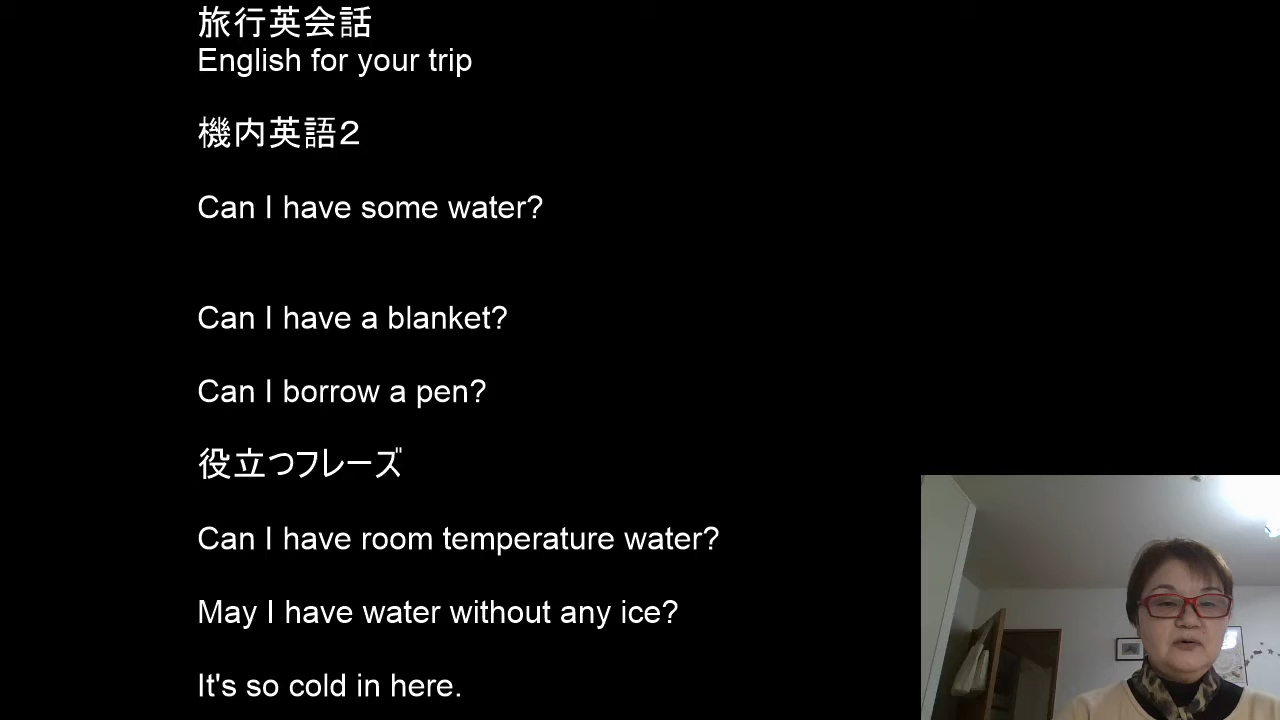 旅行英会話
English for your trip
機内英語２
Can I have some water?
Can I have a blanket?
Can I borrow a pen?
役立つフレーズ
Can I have room temperature water?
May I have water without any ice?
It's so cold in here.